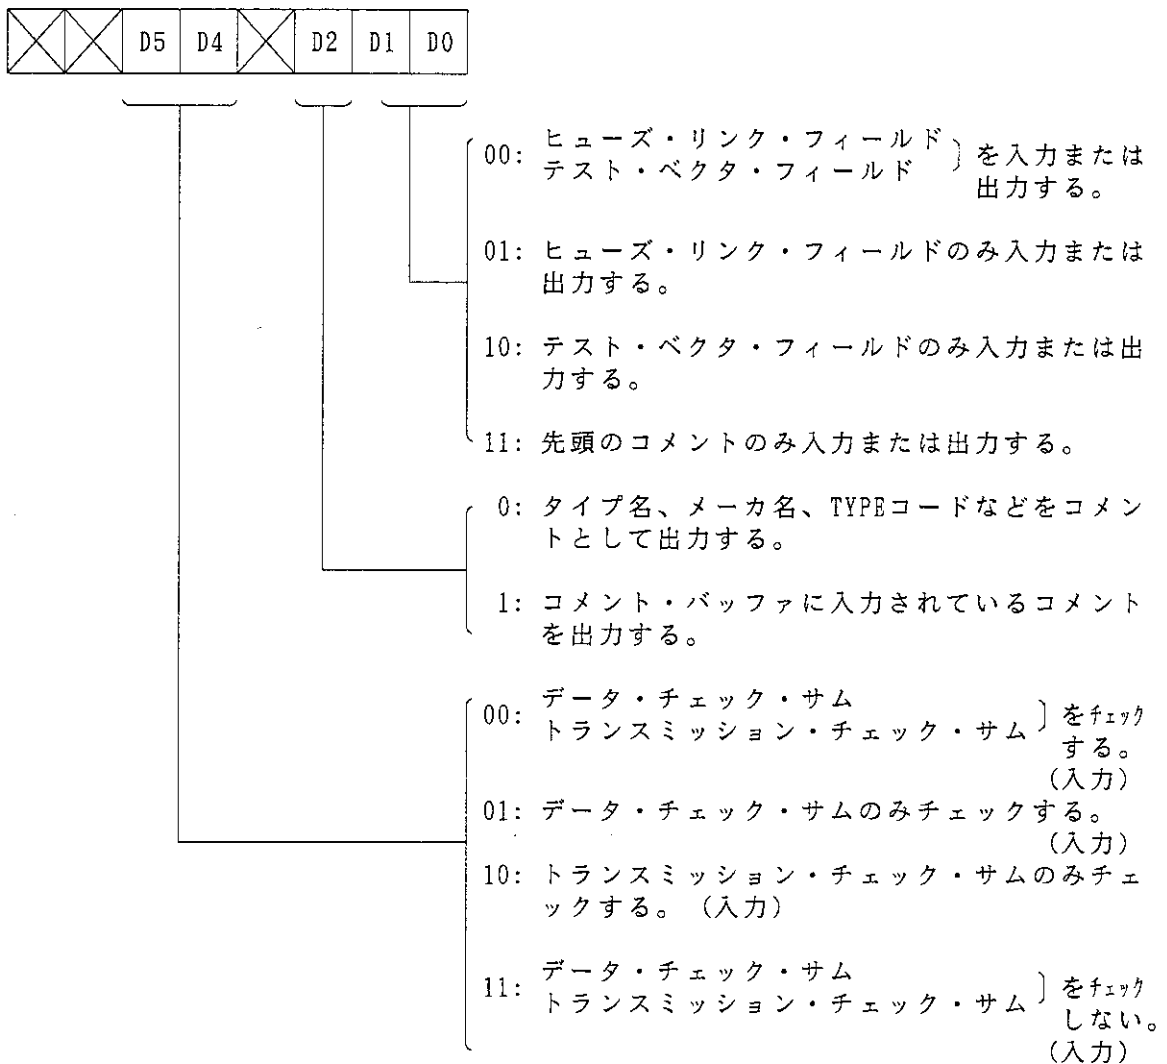 D5 D4 D2 D1 D0
00: ヒューズ・リンク・フィールド
テスト・ベクタ・フィールド を入力または
出力する。
01: ヒューズ・リンク・フィールドのみ入力または
出力する。
10: テスト・ベクタ・フィールドのみ入力または出
力する。
11: 先頭のコメントのみ入力または出力する。
0: タイプ名、メーカ名、TYPEコードなどをコメン
トとして出力する。
1: コメント・バッファに入力されているコメント
を出力する。
00: データ・チェック・サム
トランスミッション・チェック・サム をチェック
する。
(入力)
01: データ・チェック・サムのみチェックする。
(入力)
10: トランスミッション・チェック・サムのみチェ
ックする。(入力)
11: データ・チェック・サム
トランスミッション・チェック・サム をチェック
しない。
(入力)